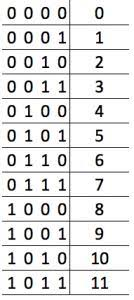 0 0 0 0 0
0 0 0 1 1
0 0 1 0 2
0 0 1 1 3
0 1 0 0 4
0 1 0 1 5
0 1 1 0 6
0 1 1 1 7
1 0 0 0 8
1 0 0 1 9
1 0 1 0 10
1 0 1 1 11